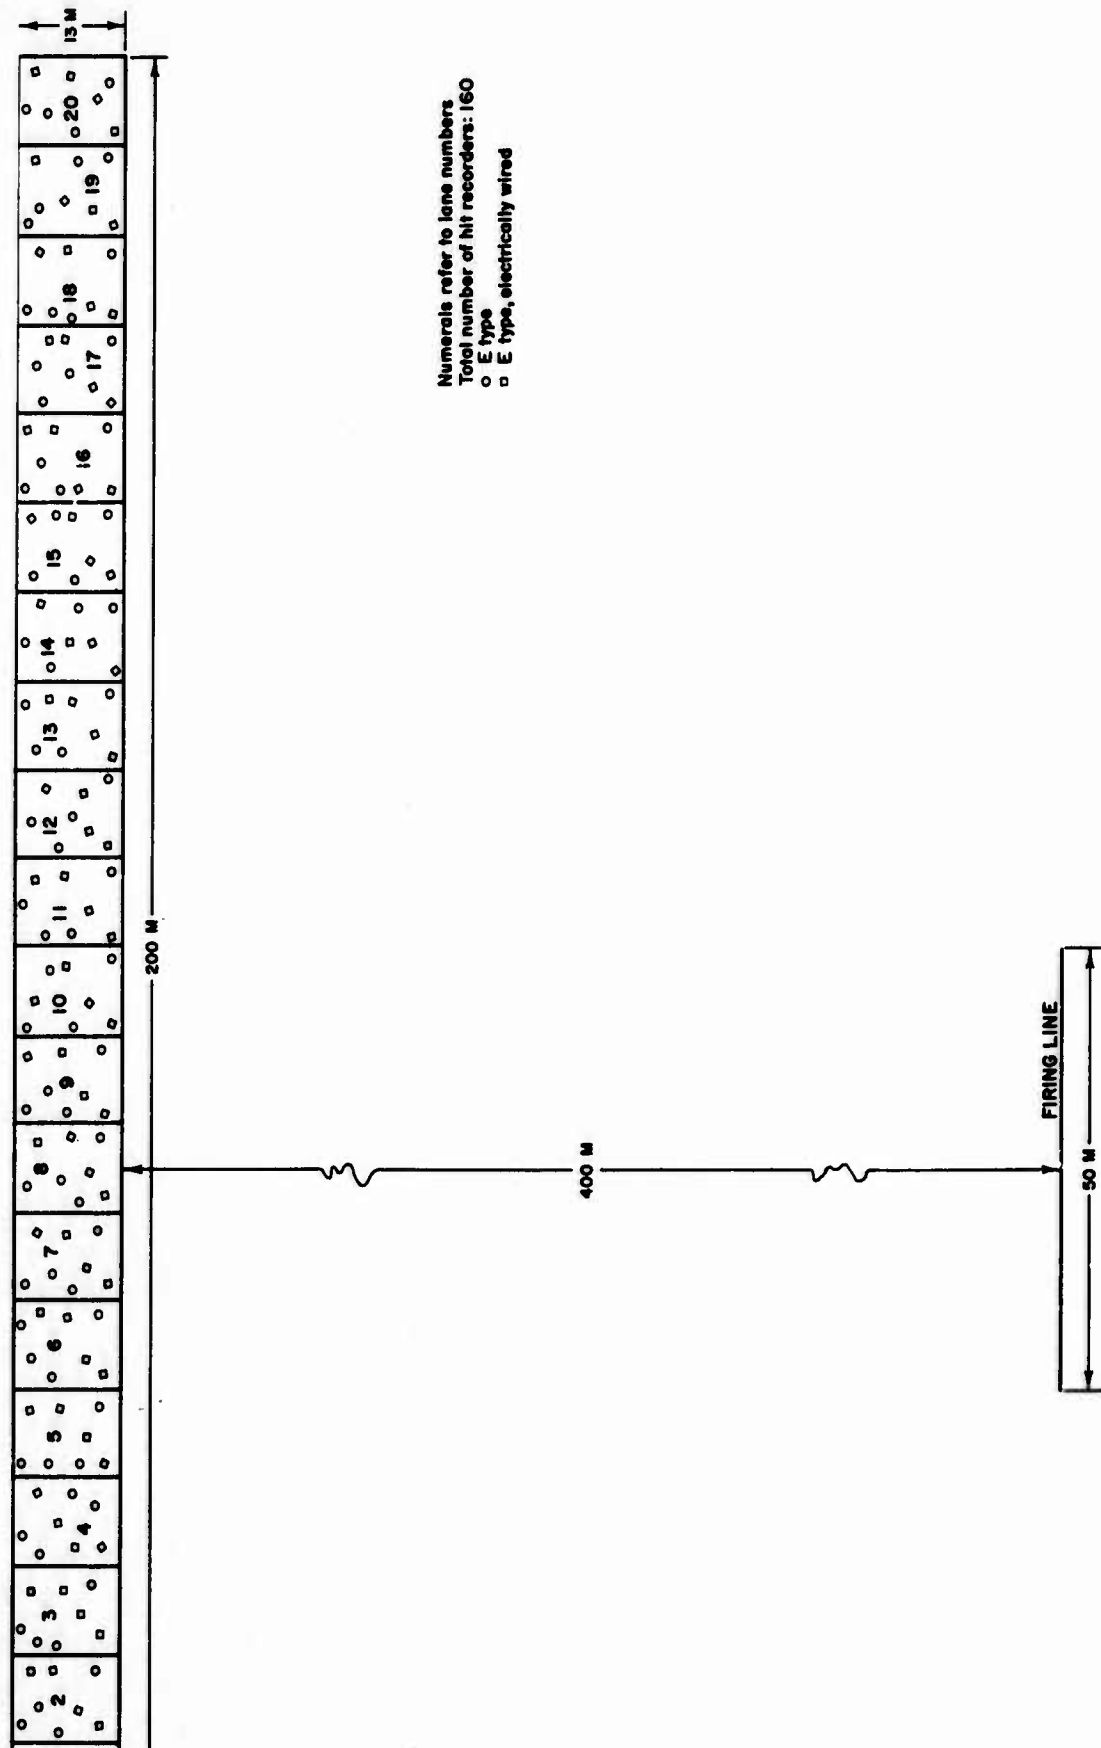 13 M
20
19
18
17
16
15
14
13
12
11
10
9
8
7
6
5
4
3
2
200 M
Numerals refer to lane numbers
Total number of hit recorders: 160
E type
E type, electrically wired
400 M
FIRING LINE
50 M